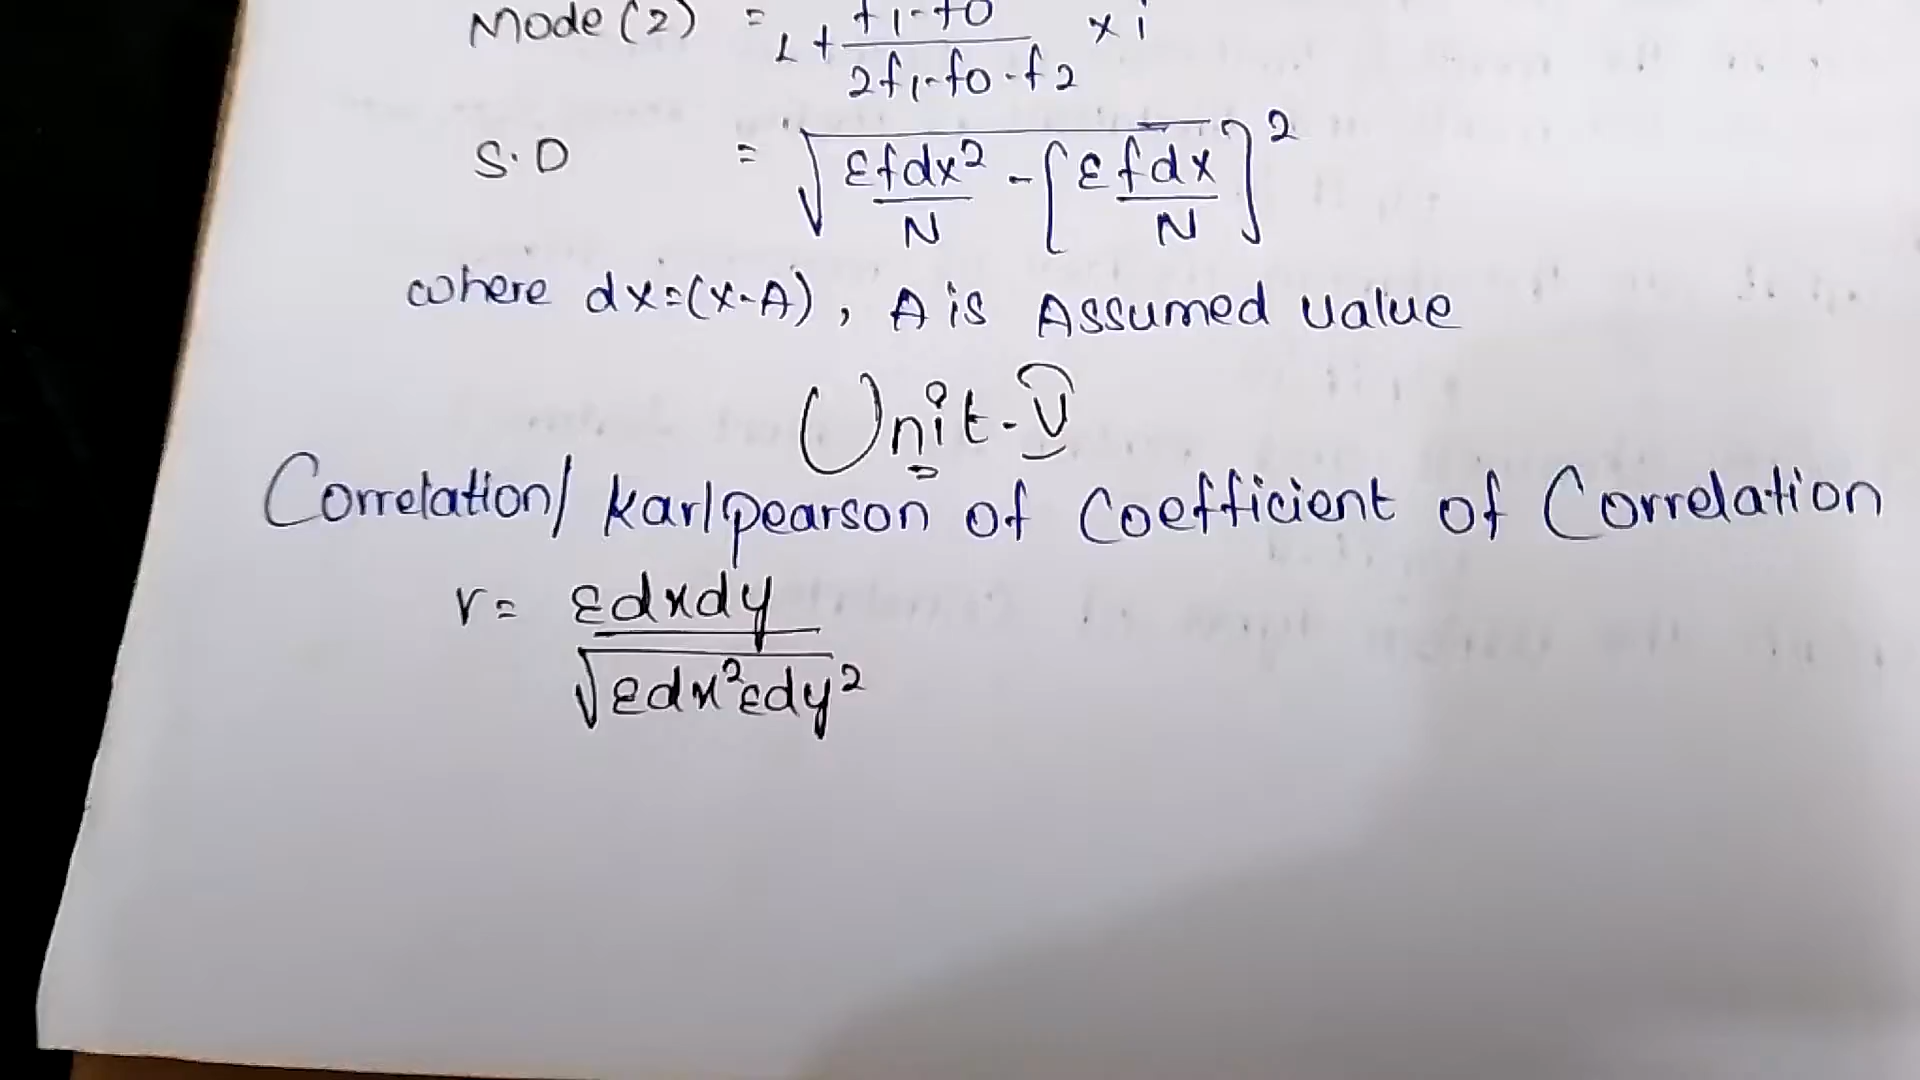 Mode (2) = L + f1-f0 / 2f1-f0-f2 x i
S.D = √Σfdx²/N - [Σfdx/N]²
where dx=(x-A), A is Assumed value
Unit-V
Correlation/ Karlpearson of Coefficient of Correlation
r= Σdxdy / √Σdx²Σdy²